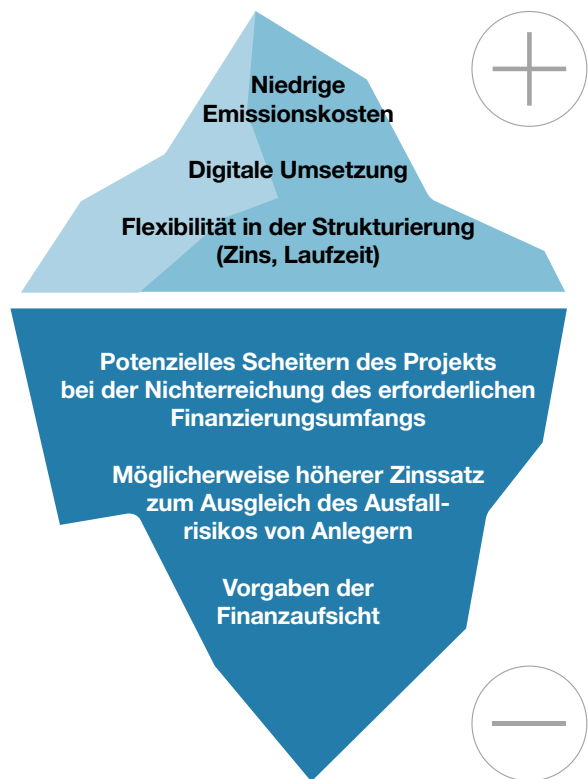 Niedrige
Emissionskosten
Digitale Umsetzung
Flexibilität in der Strukturierung
(Zins, Laufzeit)
Potenzielles Scheitern des Projekts
bei der Nichterreichung des erforderlichen
Finanzierungsumfangs
Möglicherweise höherer Zinssatz
zum Ausgleich des Ausfall-
risikos von Anlegern
Vorgaben der
Finanzaufsicht